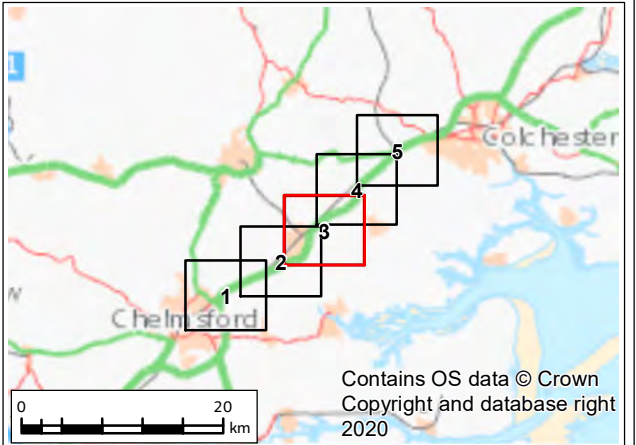 1
Colchester
5
4
3
2
1
w
Chelmsford
0 20
km
Contains OS data © Crown
Copyright and database right
2020